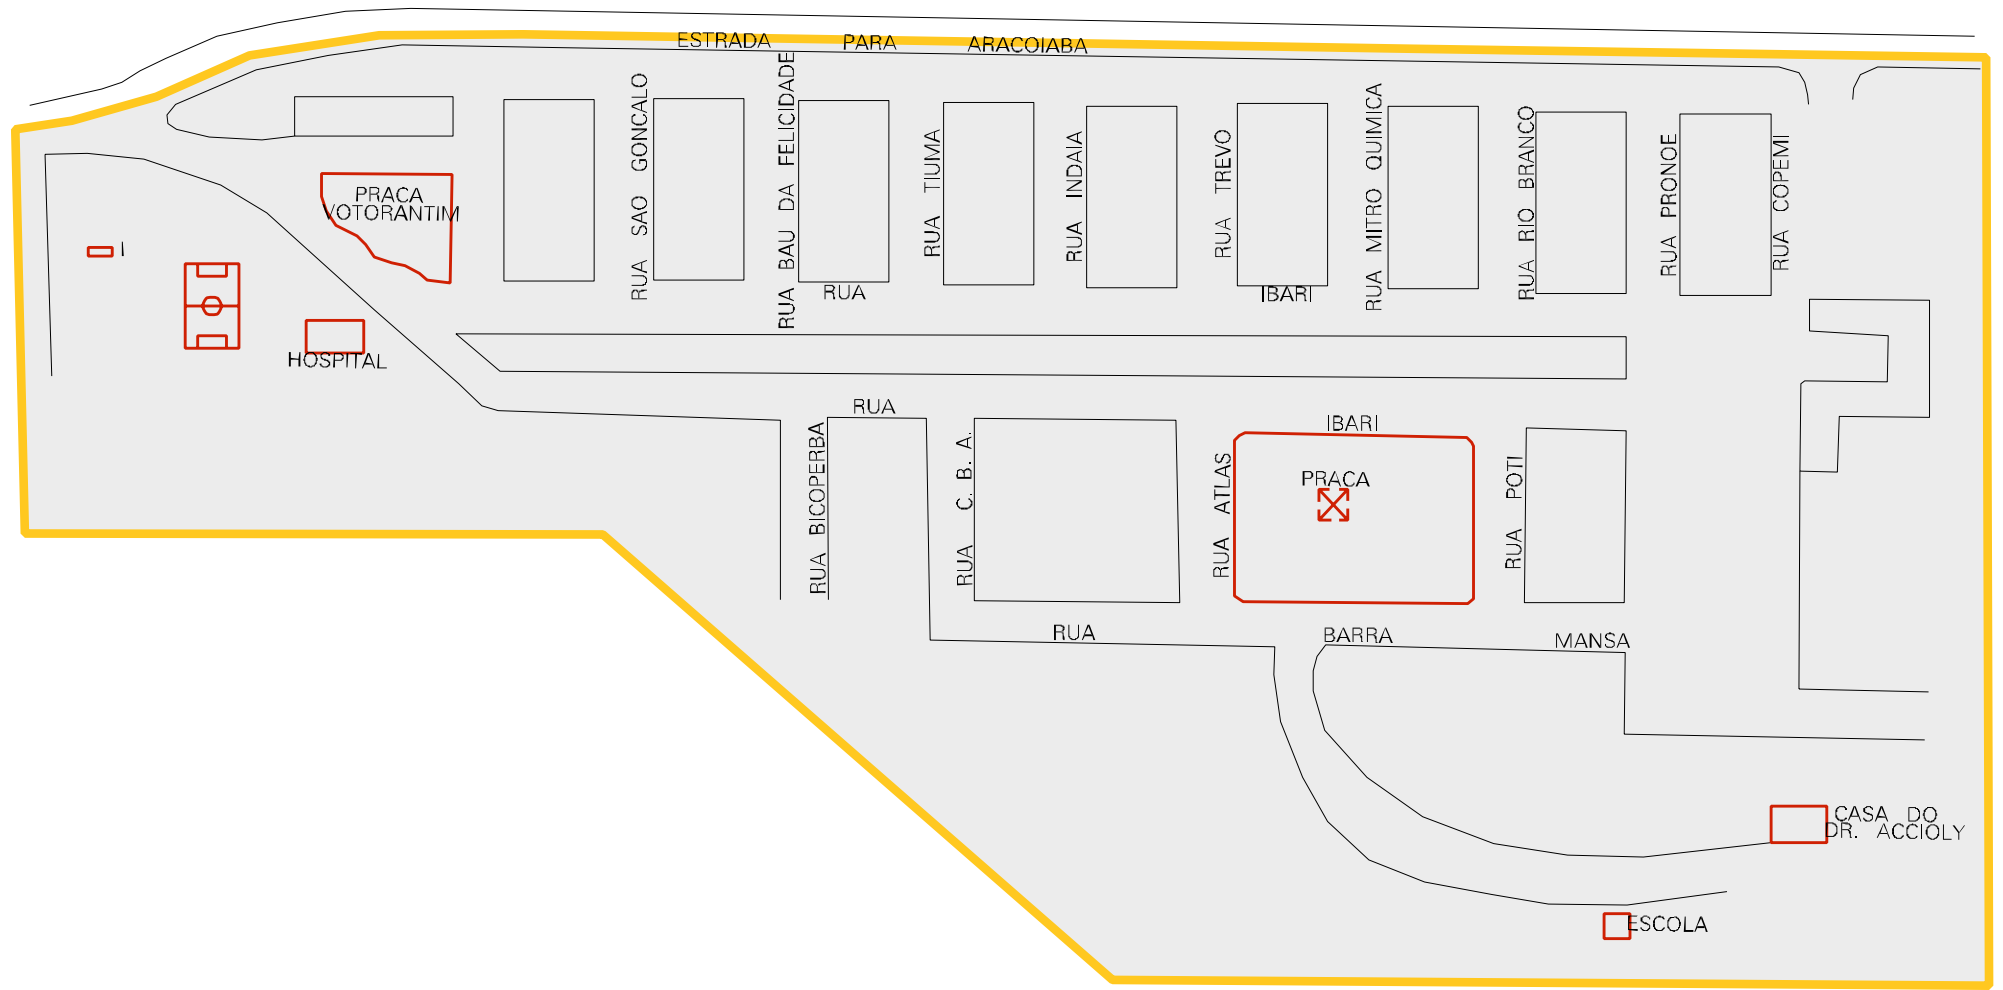 ESTRADA PARA ARACOIABA
PRACA
VOTORANTIM
RUA SAO GONCALO
RUA BAU DA FELICIDADE
RUA TIUMA
RUA INDAIA
RUA TREVO
RUA MITRO QUIMICA
RUA RIO BRANCO
RUA PRONOE
RUA COPEMI
I
RUA IBARI
HOSPITAL
RUA IBARI
RUA BICOPERBA
RUA C. B. A.
RUA ATLAS
PRACA
RUA POTI
RUA BARRA MANSA
CASA DO
DR. ACCIOLY
ESCOLA